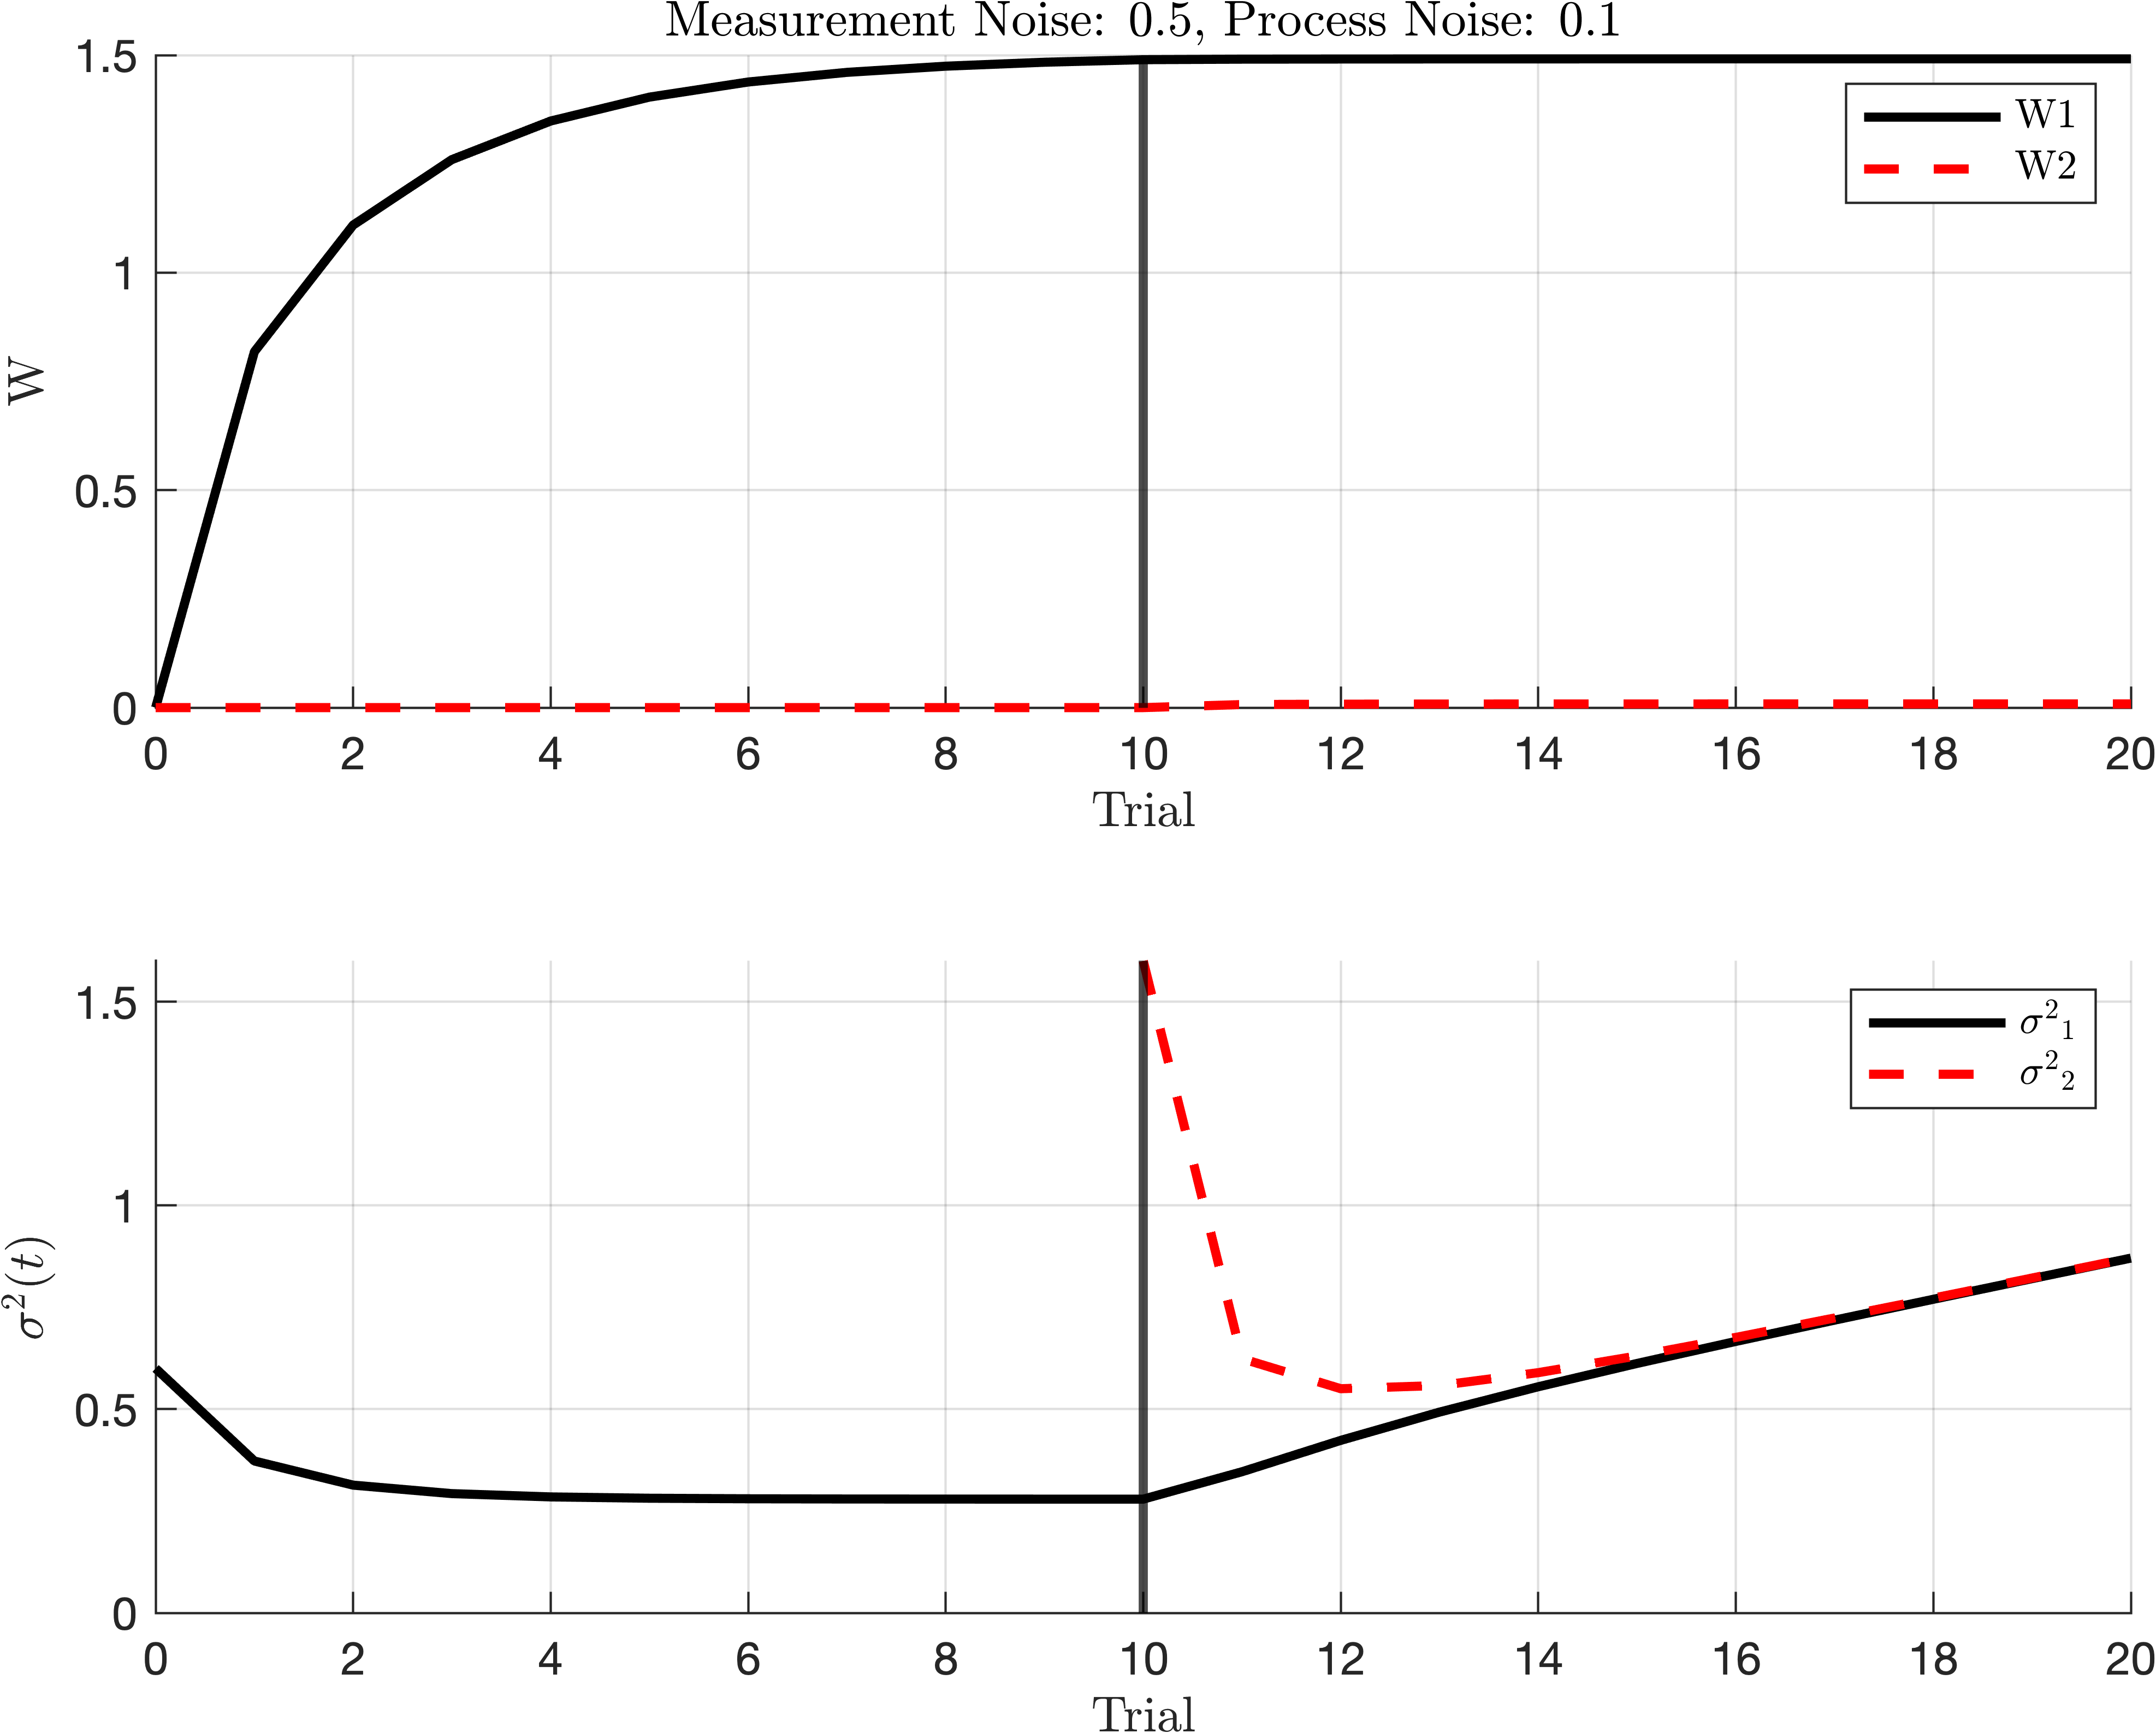 Measurement Noise: 0.5, Process Noise: 0.1
1.5
1
0.5
0
W
W1
W2
0 2 4 6 8 10 12 14 16 18 20
Trial
1.5
1
0.5
0
σ²(t)
σ²₁
σ²₂
0 2 4 6 8 10 12 14 16 18 20
Trial